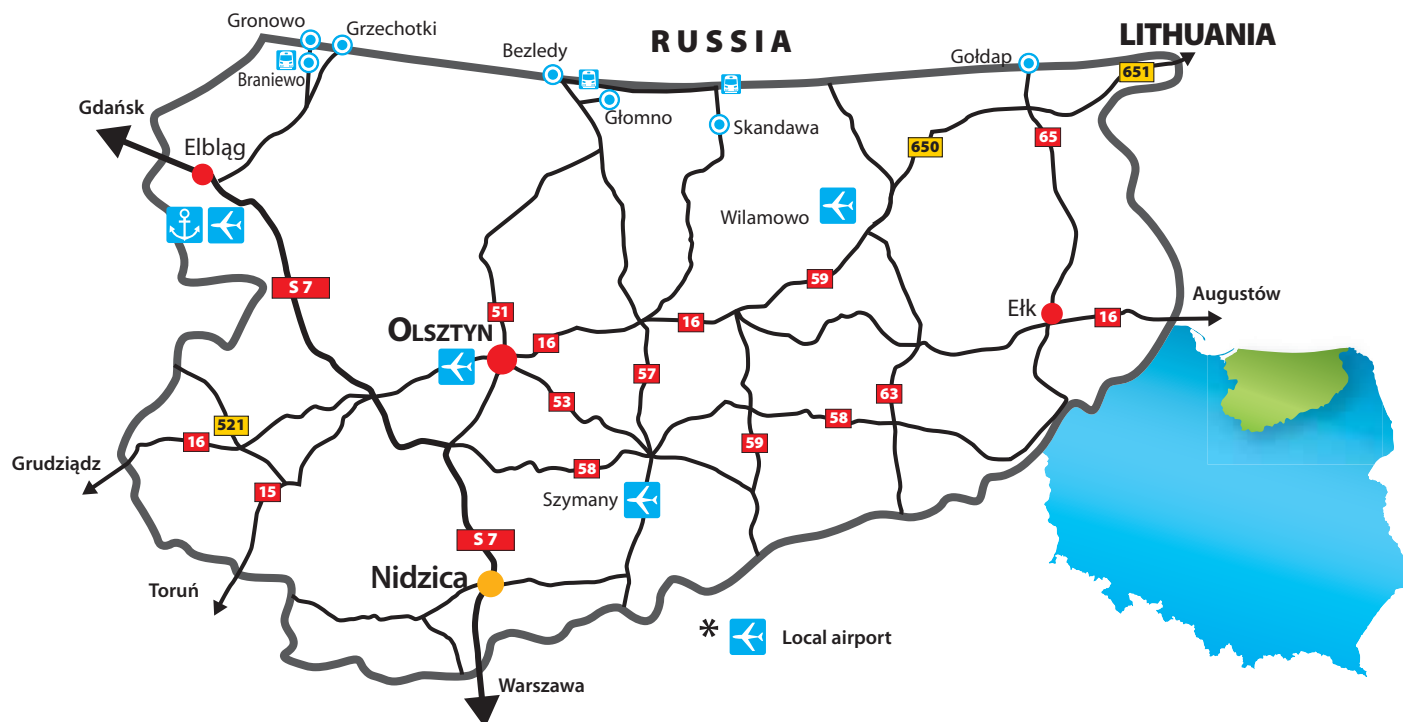 RUSSIA
LITHUANIA
Gronowo
Grzechotki
Bezledy
Gołdap
Braniewo
651
Gdańsk
Głomno
Skandawa
65
Elbląg
650
Wilamowo
S 7
59
Augustów
51
Ełk
16
OLSZTYN
16
16
57
53
63
521
58
16
59
Grudziądz
58
15
Szymany
S 7
Nidzica
Toruń
* Local airport
Warszawa